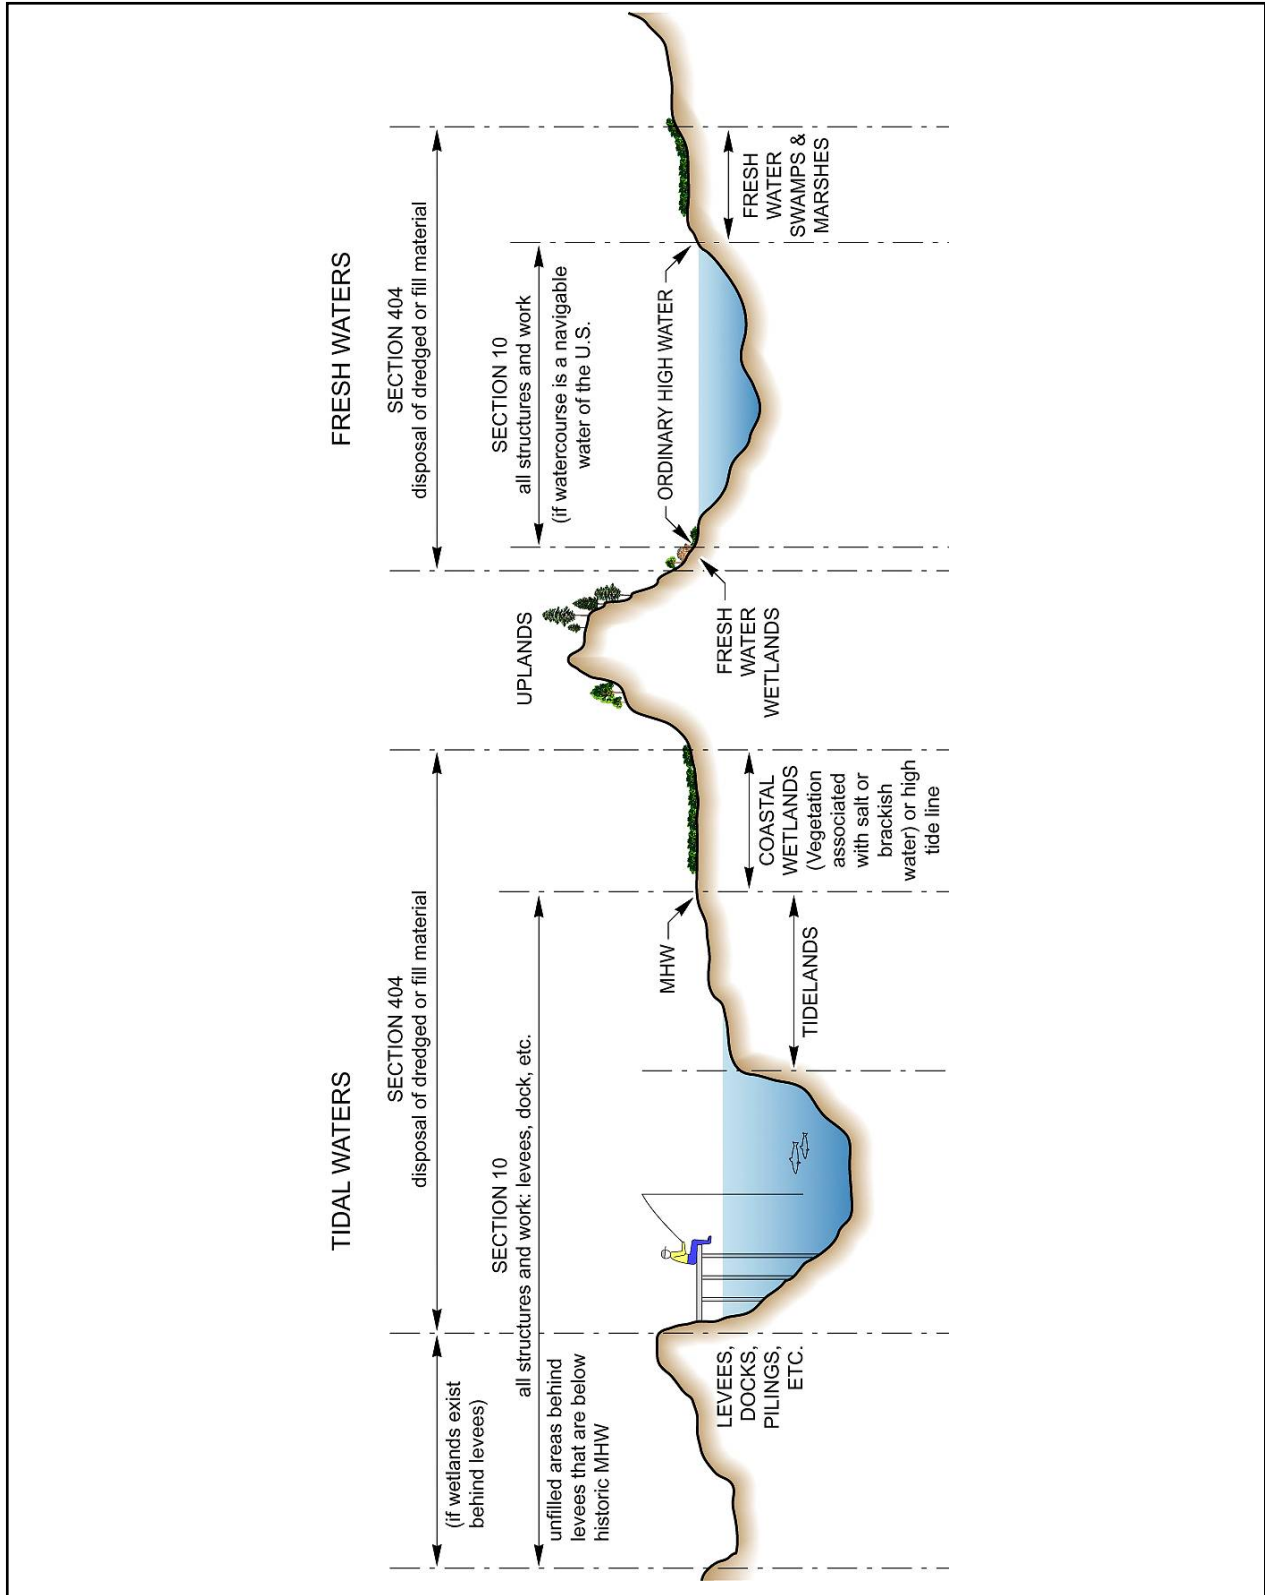 TIDAL WATERS
FRESH WATERS
SECTION 404
disposal of dredged or fill material
SECTION 404
disposal of dredged or fill material
(if wetlands exist
behind levees)
SECTION 10
all structures and work: levees, dock, etc.
unfilled areas behind
levees that are below
historic MHW
SECTION 10
all structures and work
(if watercourse is a navigable
water of the U.S.
UPLANDS
MHW
ORDINARY HIGH WATER
LEVEES,
DOCKS,
PILINGS,
ETC.
TIDELANDS
COASTAL
WETLANDS
(Vegetation
associated
with salt or
brackish
water) or high
tide line
FRESH
WATER
WETLANDS
FRESH
WATER
SWAMPS &
MARSHES